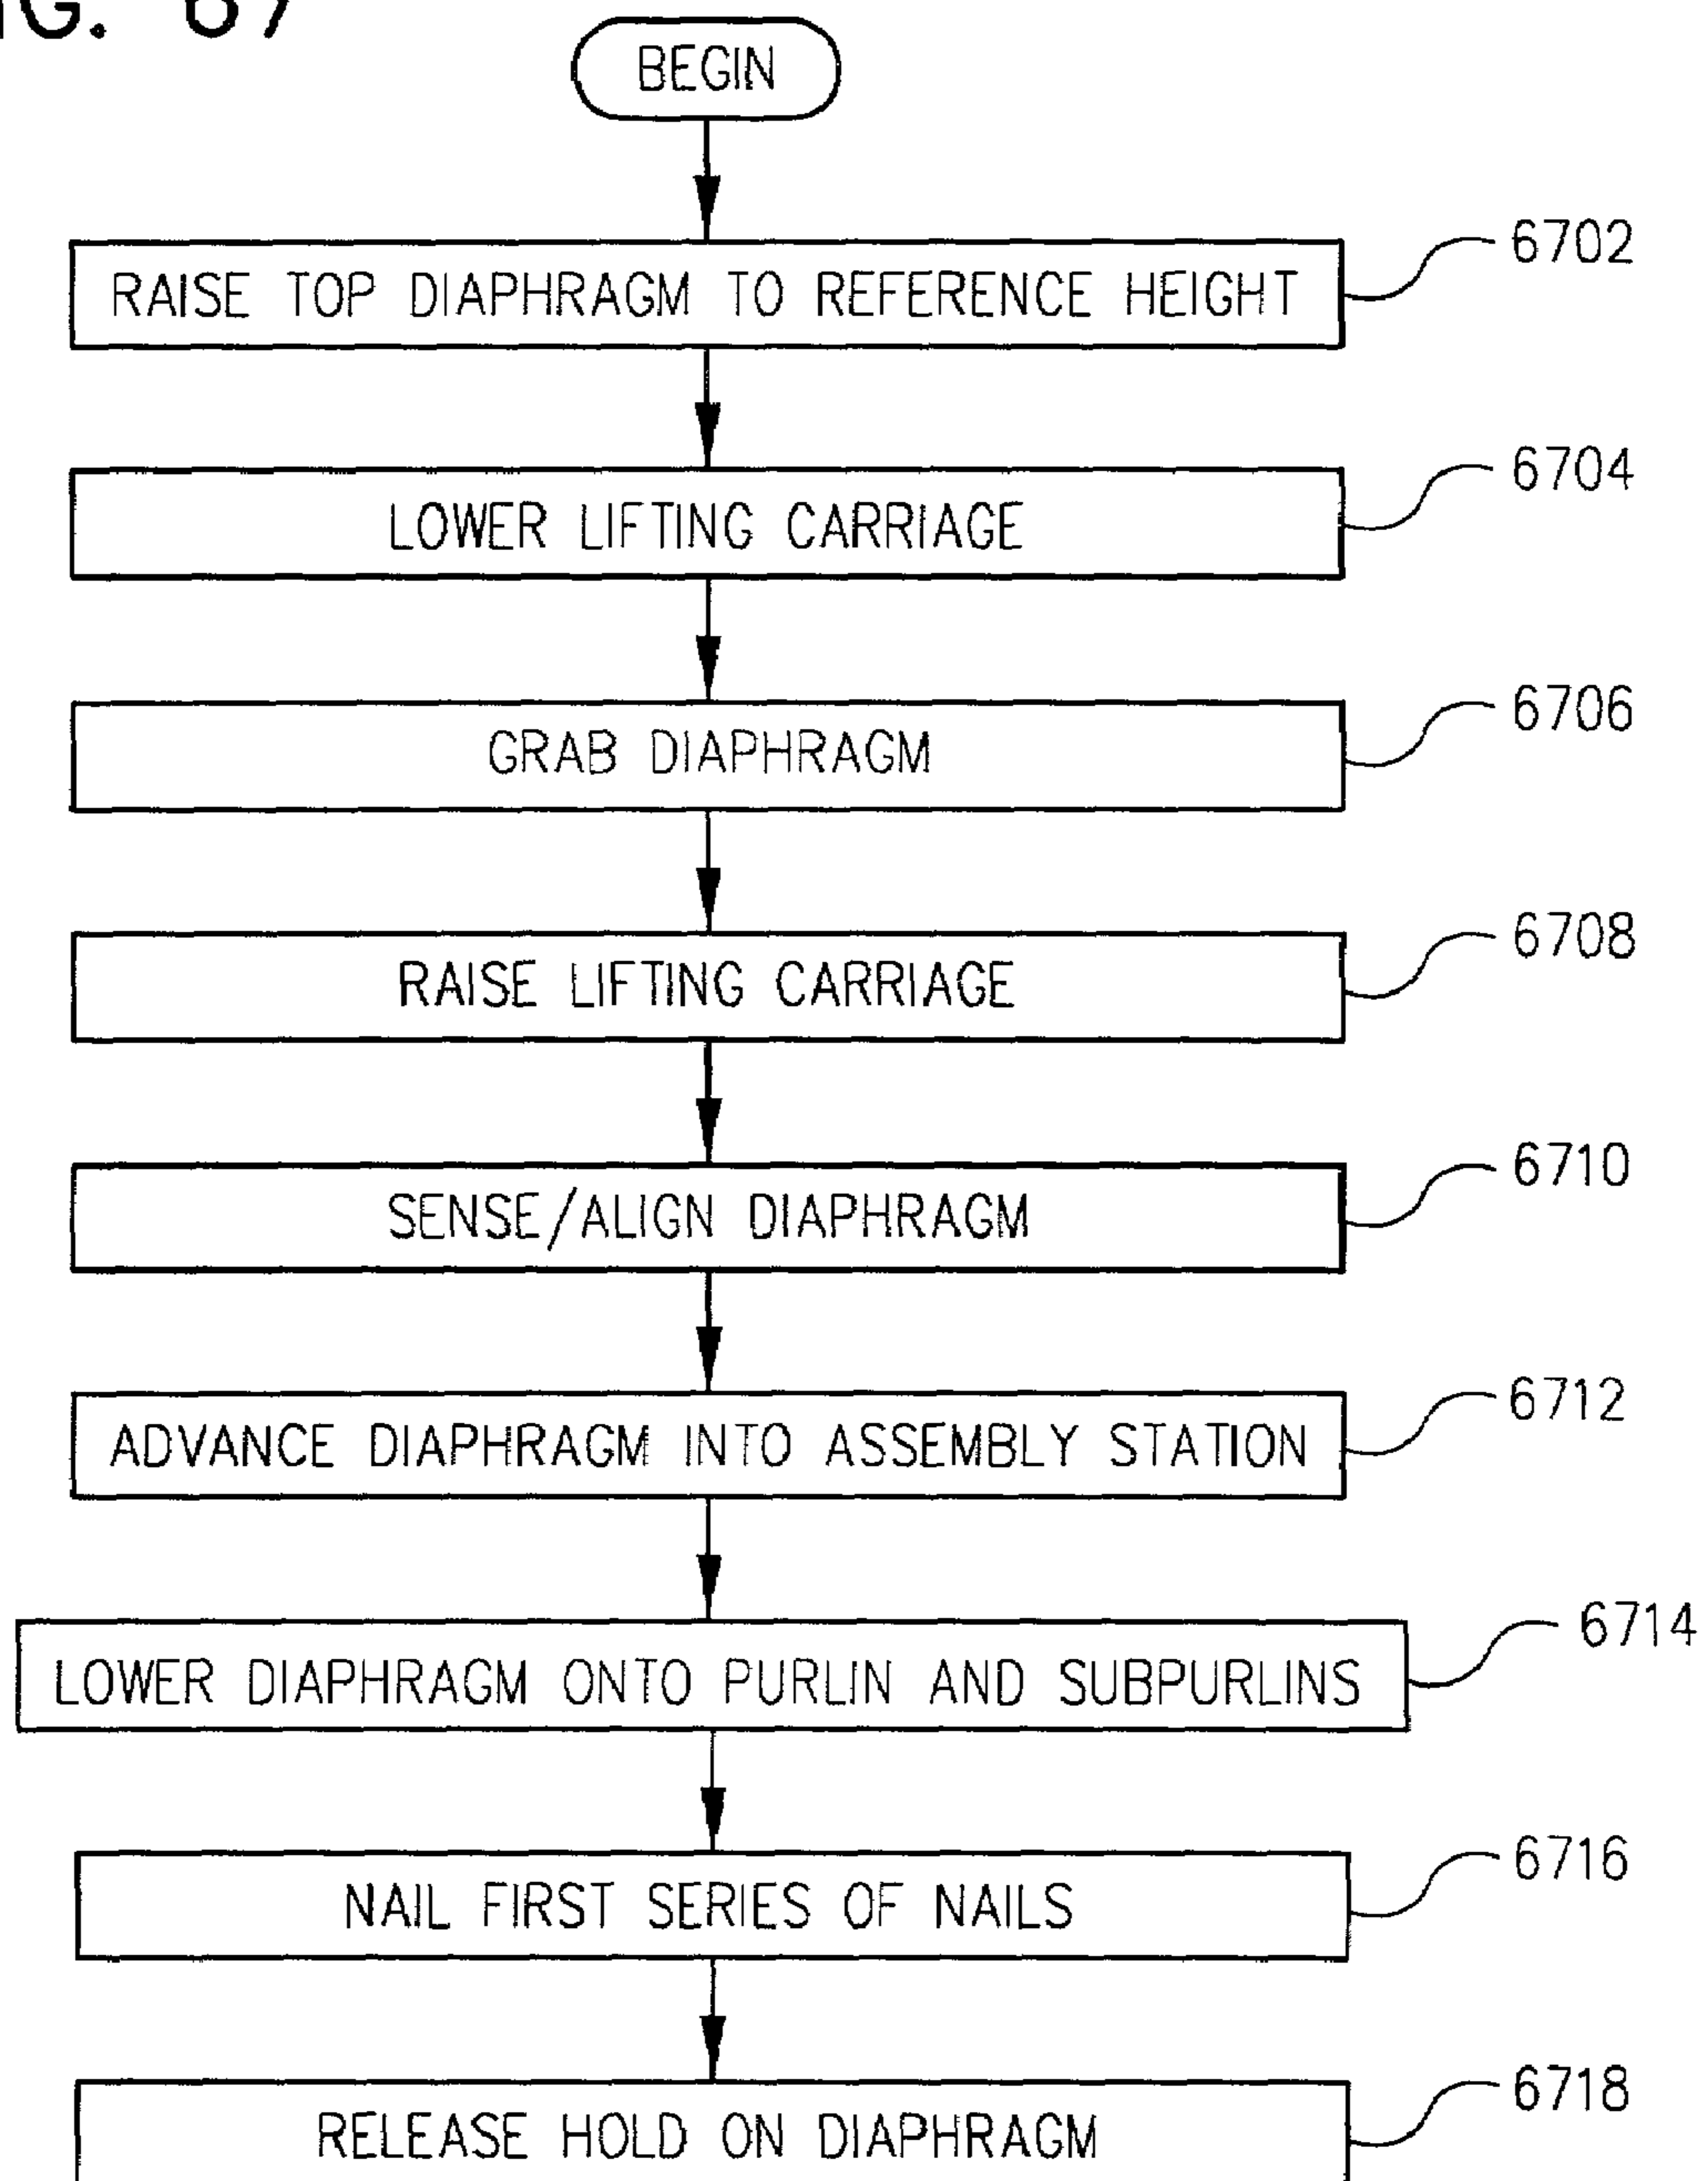 FIG. 67
BEGIN
RAISE TOP DIAPHRAGM TO REFERENCE HEIGHT
6702
LOWER LIFTING CARRIAGE
6704
GRAB DIAPHRAGM
6706
RAISE LIFTING CARRIAGE
6708
SENSE/ALIGN DIAPHRAGM
6710
ADVANCE DIAPHRAGM INTO ASSEMBLY STATION
6712
LOWER DIAPHRAGM ONTO PURLIN AND SUBPURLINS
6714
NAIL FIRST SERIES OF NAILS
6716
RELEASE HOLD ON DIAPHRAGM
6718